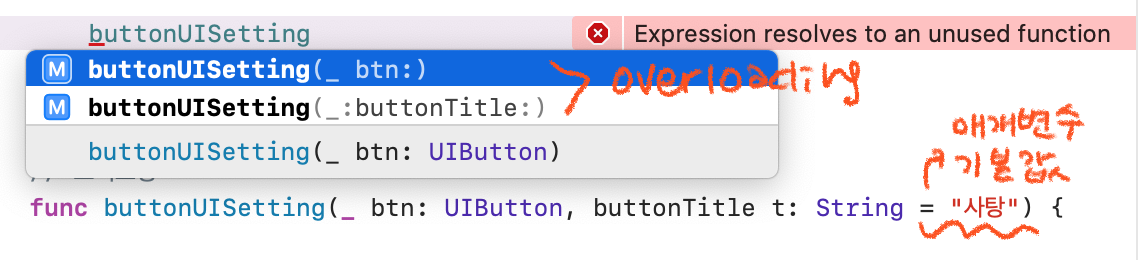 buttonUISetting
Expression resolves to an unused function
M buttonUISetting(_ btn:)
M buttonUISetting(_:buttonTitle:)
overloading
buttonUISetting(_ btn: UIButton)
매개변수
기본값
func buttonUISetting(_ btn: UIButton, buttonTitle t: String = "사탕") {